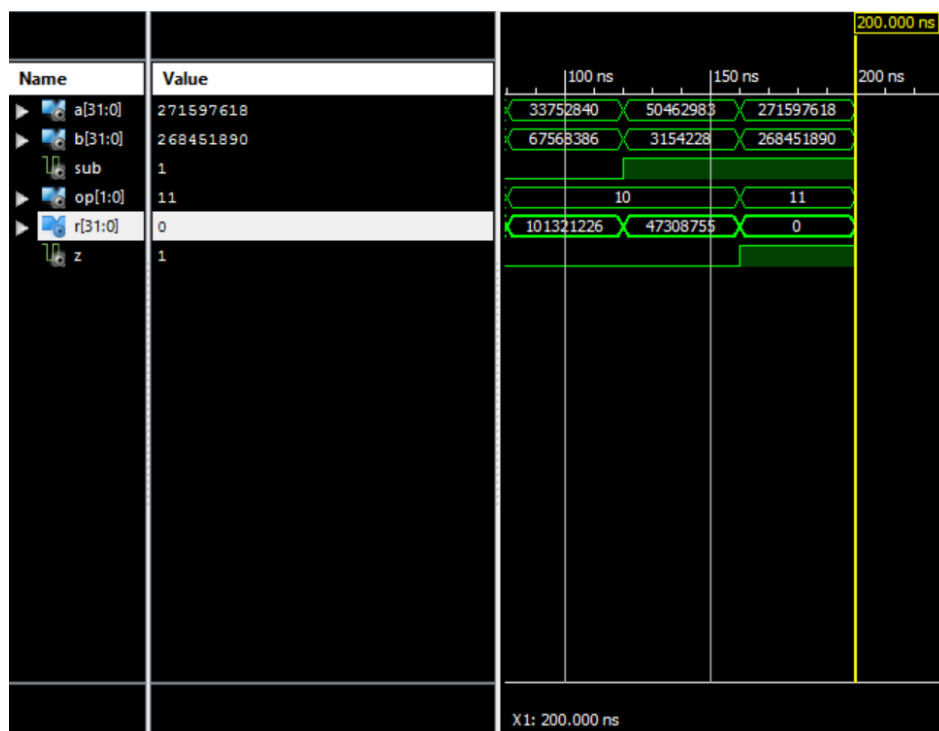 200.000 ns
Name Value 100 ns 150 ns 200 ns
a[31:0] 271597618 33752840 50462983 271597618
b[31:0] 268451890 67568386 3154228 268451890
sub 1
op[1:0] 11 10 11
r[31:0] 0 101321226 47308755 0
z 1
X1: 200.000 ns